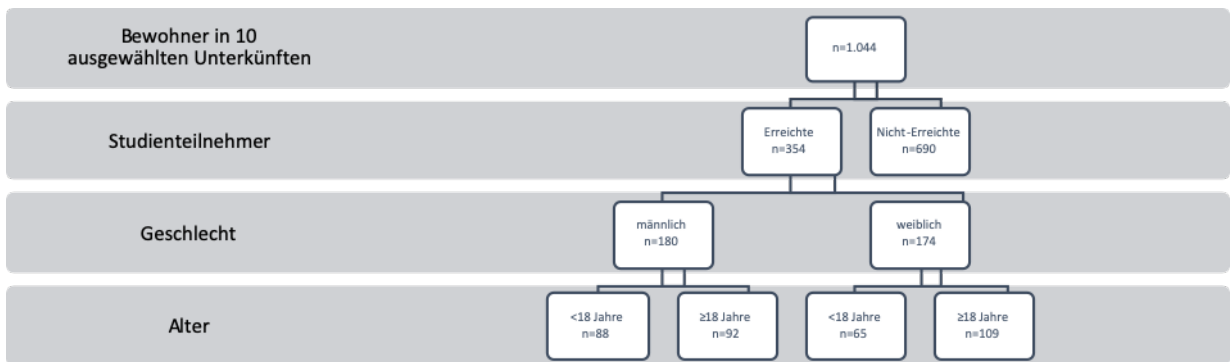 Bewohner in 10
ausgewählten Unterkünften
n=1.044
Studienteilnehmer
Erreichte
n=354
Nicht-Erreichte
n=690
Geschlecht
männlich
n=180
weiblich
n=174
Alter
<18 Jahre
n=88
≥18 Jahre
n=92
<18 Jahre
n=65
≥18 Jahre
n=109